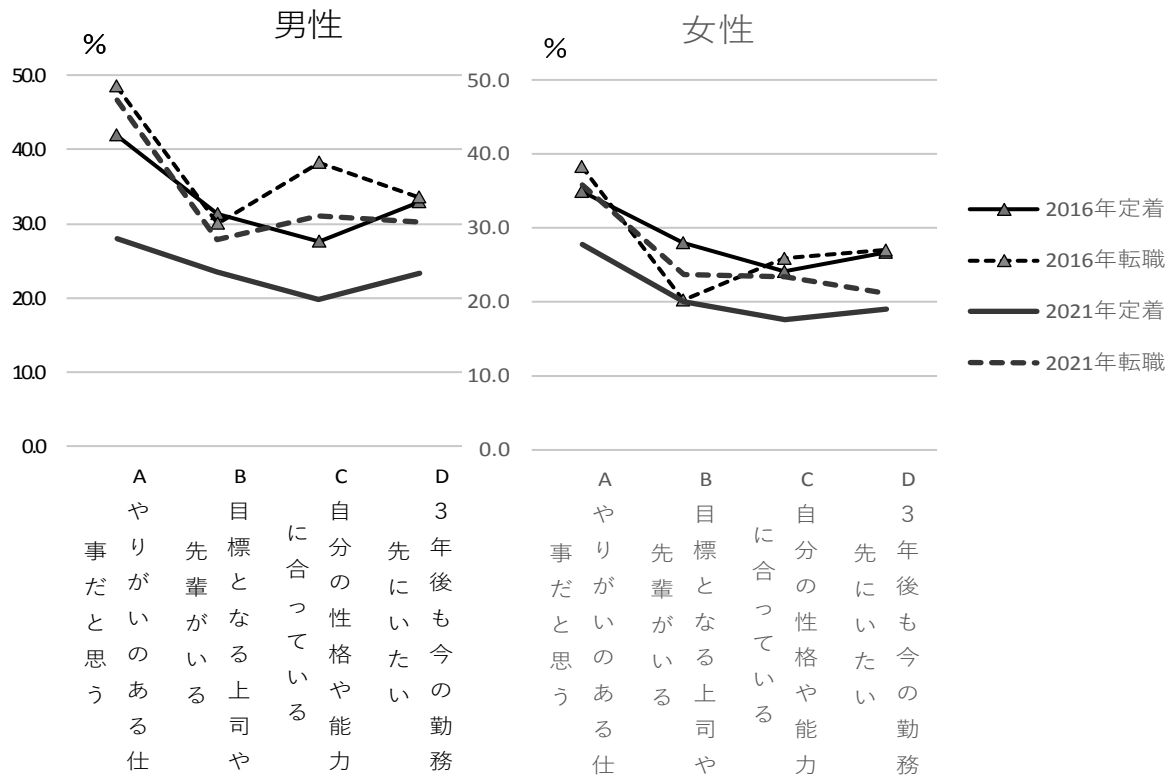 男性
%
50.0
40.0
30.0
20.0
10.0
0.0
A やりがいのある仕
事だと思う
B 目標となる上司や
先輩がいる
C 自分の性格や能力
に合っている
D 3年後も今の勤務
先にいたい
女性
%
50.0
40.0
30.0
20.0
10.0
0.0
A やりがいのある仕
事だと思う
B 目標となる上司や
先輩がいる
C 自分の性格や能力
に合っている
D 3年後も今の勤務
先にいたい
2016年定着
2016年転職
2021年定着
2021年転職